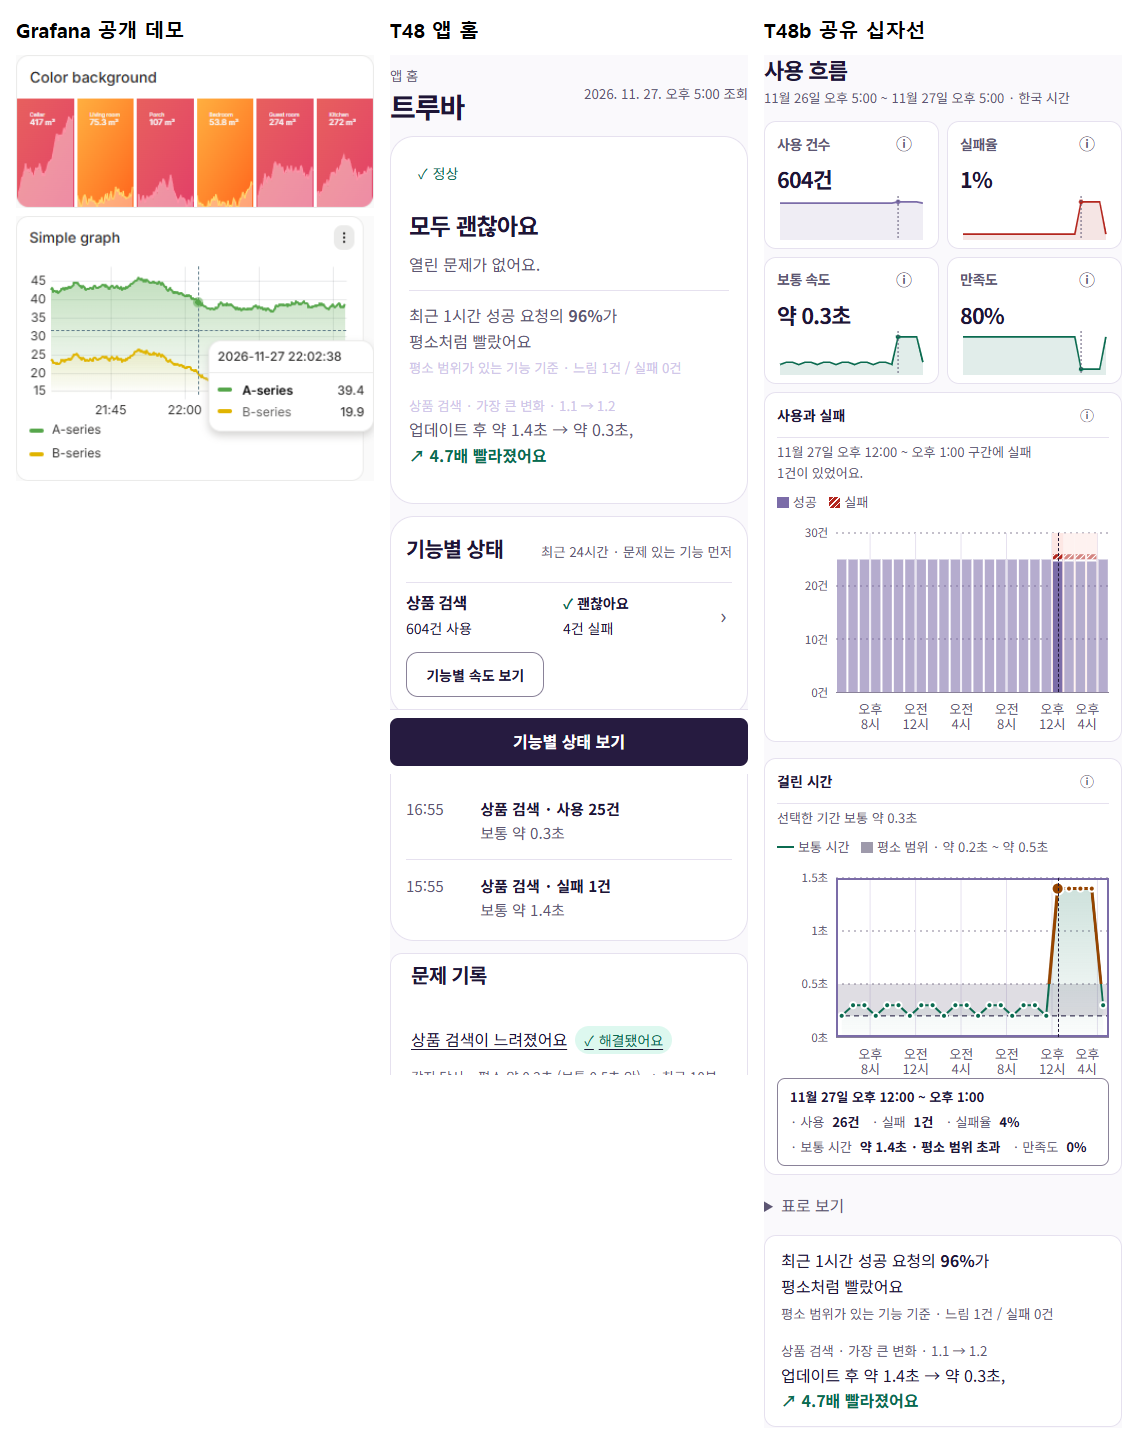 Grafana 공개 데모
Color background
Cellar
417 m³
Living room
75.3 m³
Porch
107 m³
Bedroom
53.8 m³
Guest room
274 m³
Kitchen
272 m³
Simple graph
45
40
35
30
25
20
15
21:45
22:00
2026-11-27 22:02:38
A-series 39.4
B-series 19.9
A-series
B-series
T48 앱 홈
앱 홈
트루바
2026. 11. 27. 오후 5:00 조회
✓ 정상
모두 괜찮아요
열린 문제가 없어요.
최근 1시간 성공 요청의 96%가
평소처럼 빨랐어요
평소 범위가 있는 기능 기준 · 느림 1건 / 실패 0건
상품 검색 · 가장 큰 변화 · 1.1 → 1.2
업데이트 후 약 1.4초 → 약 0.3초,
↗ 4.7배 빨라졌어요
기능별 상태
최근 24시간 · 문제 있는 기능 먼저
상품 검색
✓ 괜찮아요
604건 사용
4건 실패
›
기능별 속도 보기
기능별 상태 보기
16:55 상품 검색 · 사용 25건
보통 약 0.3초
15:55 상품 검색 · 실패 1건
보통 약 1.4초
문제 기록
상품 검색이 느려졌어요 ✓ 해결됐어요
T48b 공유 십자선
사용 흐름
11월 26일 오후 5:00 ~ 11월 27일 오후 5:00 · 한국 시간
사용 건수 ⓘ
604건
실패율 ⓘ
1%
보통 속도 ⓘ
약 0.3초
만족도 ⓘ
80%
사용과 실패 ⓘ
11월 27일 오후 12:00 ~ 오후 1:00 구간에 실패
1건이 있었어요.
성공 실패
30건
20건
10건
0건
오후 오전 오전 오전 오후 오후
8시 12시 4시 8시 12시 4시
걸린 시간 ⓘ
선택한 기간 보통 약 0.3초
보통 시간 평소 범위 · 약 0.2초 ~ 약 0.5초
1.5초
1초
0.5초
0초
오후 오전 오전 오전 오후 오후
8시 12시 4시 8시 12시 4시
11월 27일 오후 12:00 ~ 오후 1:00
· 사용 26건 · 실패 1건 · 실패율 4%
· 보통 시간 약 1.4초 · 평소 범위 초과 · 만족도 0%
▶ 표로 보기
최근 1시간 성공 요청의 96%가
평소처럼 빨랐어요
평소 범위가 있는 기능 기준 · 느림 1건 / 실패 0건
상품 검색 · 가장 큰 변화 · 1.1 → 1.2
업데이트 후 약 1.4초 → 약 0.3초,
↗ 4.7배 빨라졌어요